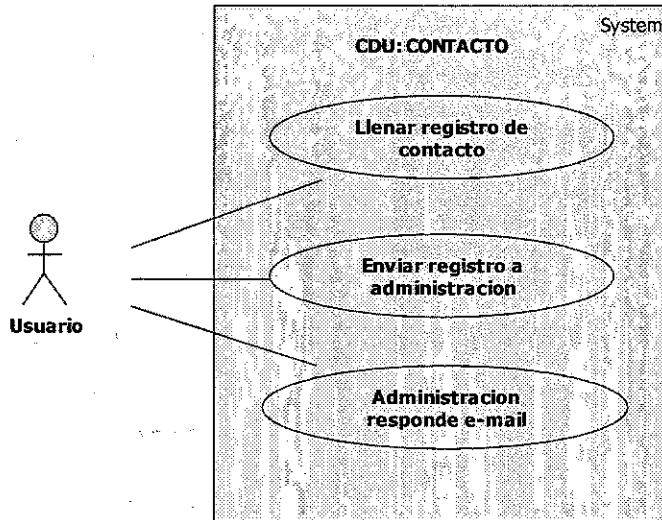 System
CDU: CONTACTO
Llenar registro de
contacto
Enviar registro a
administracion
Usuario
Administracion
responde e-mail